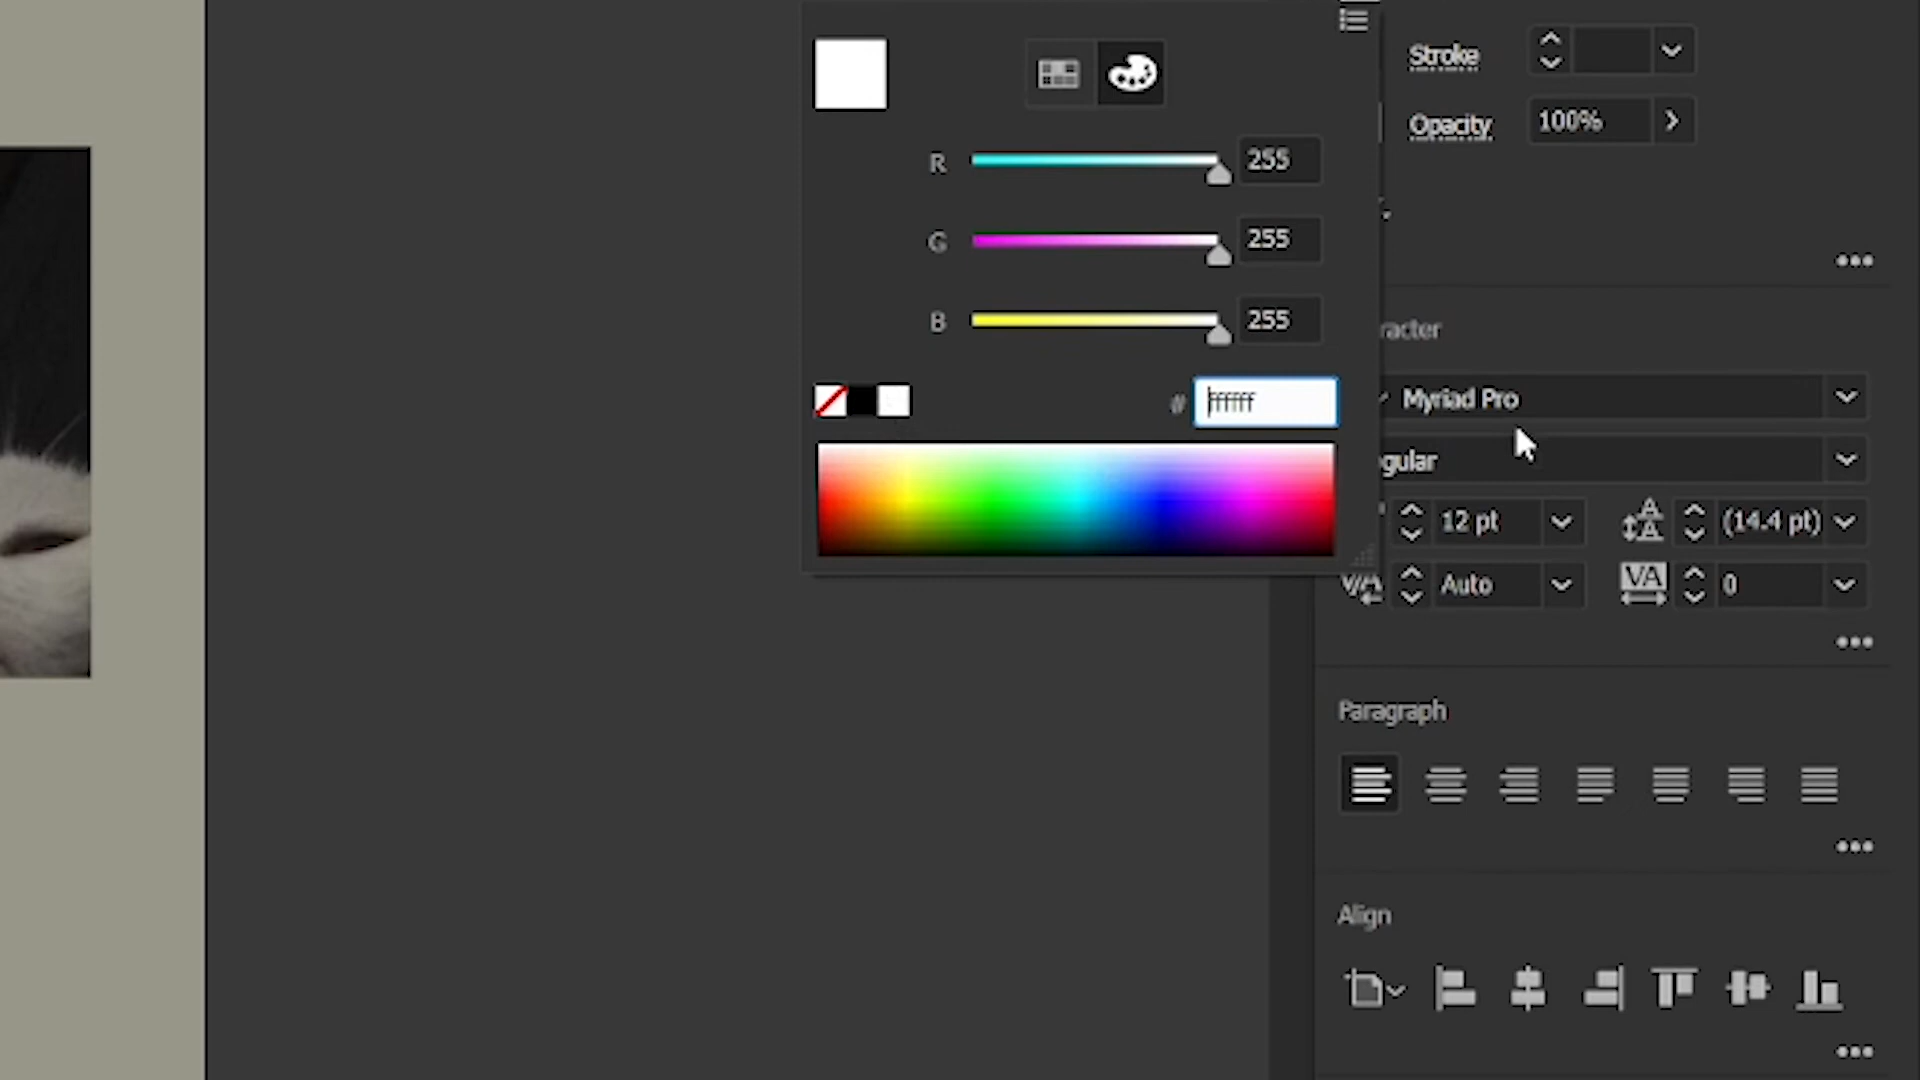 Stroke
Opacity 100%
R 255
G 255
B 255
# ffffff
racter
Myriad Pro
gular
12 pt (14.4 pt)
VA Auto VA 0
Paragraph
Align